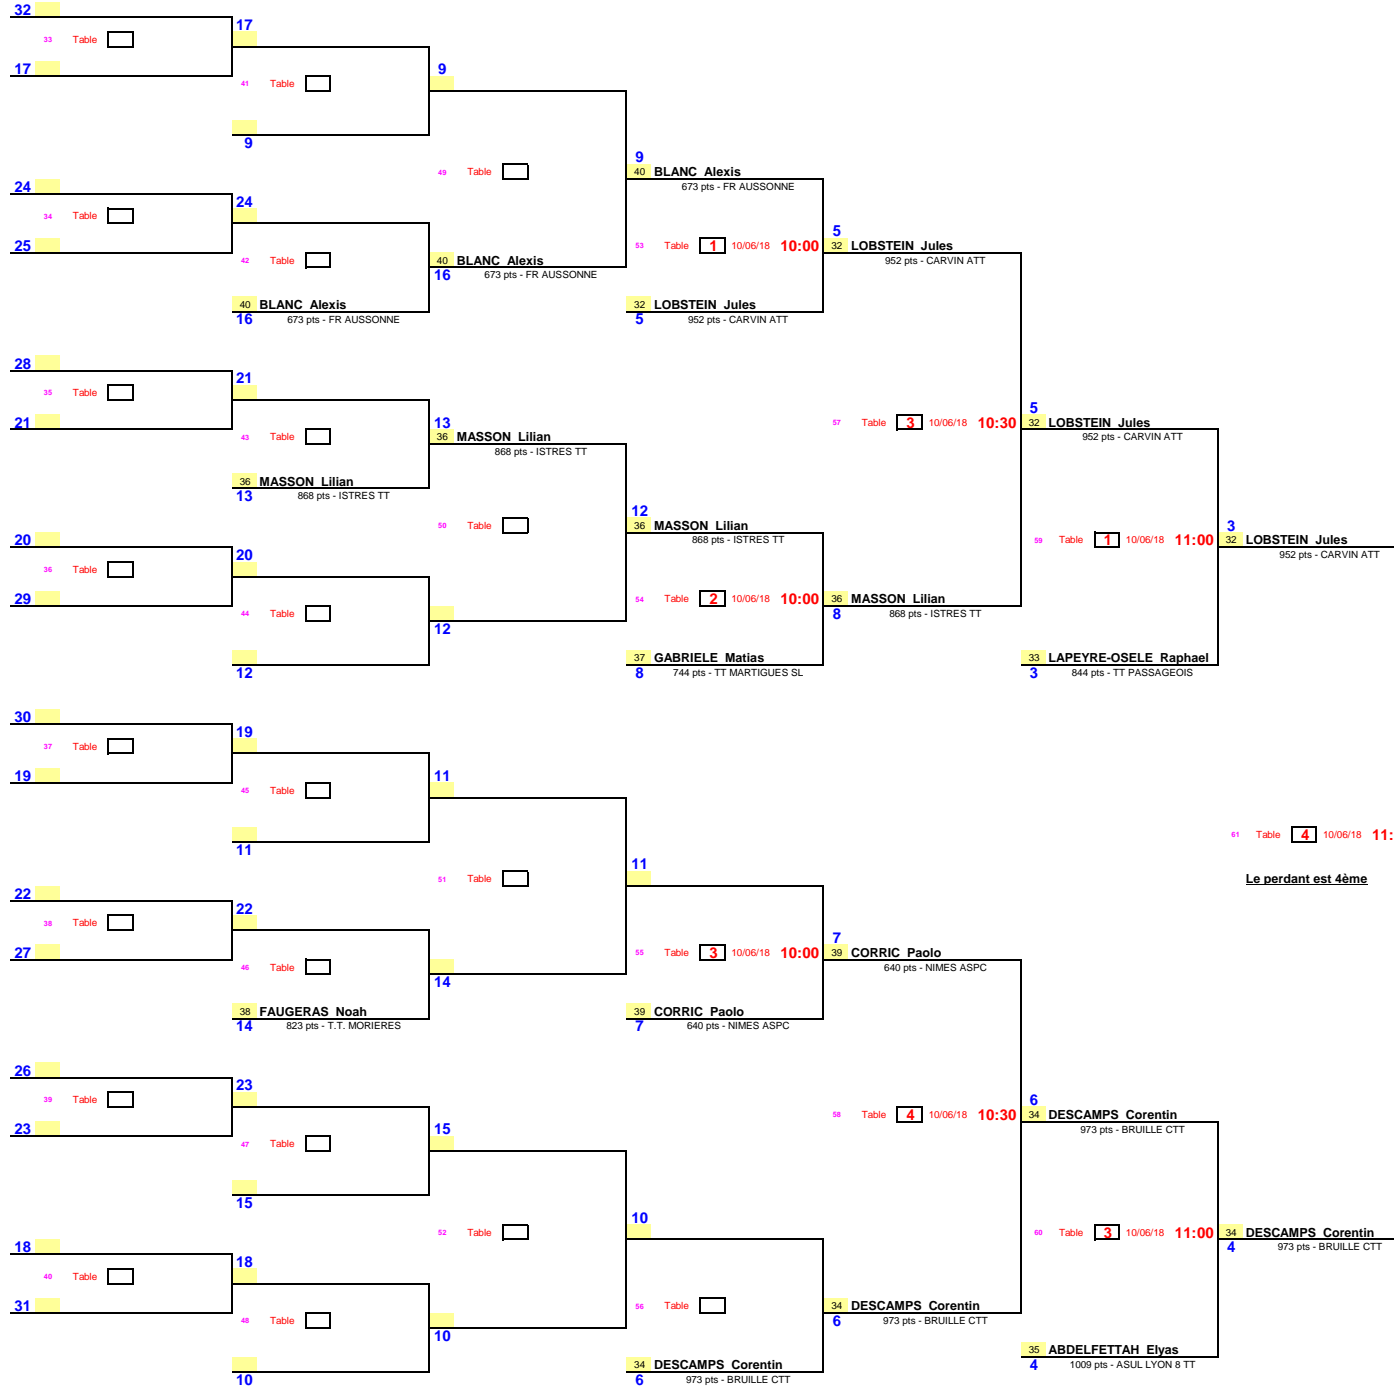 32
17
33 Table
17
9
41 Table
9
9
49 Table
40 BLANC Alexis
673 pts - FR AUSSONNE
24
24
34 Table
5
25
53 Table 1 10/06/18 10:00
32 LOBSTEIN Jules
952 pts - CARVIN ATT
42 Table
40 BLANC Alexis
16 673 pts - FR AUSSONNE
40 BLANC Alexis
16 673 pts - FR AUSSONNE
32 LOBSTEIN Jules
5 952 pts - CARVIN ATT
28
21
35 Table
5
21
13
57 Table 3 10/06/18 10:30
32 LOBSTEIN Jules
952 pts - CARVIN ATT
43 Table
36 MASSON Lilian
868 pts - ISTRES TT
36 MASSON Lilian
13 868 pts - ISTRES TT
12
50 Table
36 MASSON Lilian
868 pts - ISTRES TT
3
20
20
59 Table 1 10/06/18 11:00
32 LOBSTEIN Jules
952 pts - CARVIN ATT
36 Table
29
54 Table 2 10/06/18 10:00
36 MASSON Lilian
8 868 pts - ISTRES TT
44 Table
12
37 GABRIELE Matias
8 744 pts - TT MARTIGUES SL
33 LAPEYRE-OSELE Raphael
3 844 pts - TT PASSAGEOIS
12
30
19
37 Table
19
11
45 Table
61 Table 4 10/06/18 11:
11
11
51 Table
Le perdant est 4ème
22
22
38 Table
7
27
55 Table 3 10/06/18 10:00
39 CORRIC Paolo
640 pts - NIMES ASPC
46 Table
14
38 FAUGERAS Noah
14 823 pts - T.T. MORIERES
39 CORRIC Paolo
7 640 pts - NIMES ASPC
26
23
39 Table
6
23
15
58 Table 4 10/06/18 10:30
34 DESCAMPS Corentin
973 pts - BRUILLE CTT
47 Table
15
10
52 Table
60 Table 3 10/06/18 11:00
34 DESCAMPS Corentin
4 973 pts - BRUILLE CTT
18
18
40 Table
31
56 Table
34 DESCAMPS Corentin
6 973 pts - BRUILLE CTT
48 Table
10
10
34 DESCAMPS Corentin
6 973 pts - BRUILLE CTT
35 ABDELFETTAH Elyas
4 1009 pts - ASUL LYON 8 TT